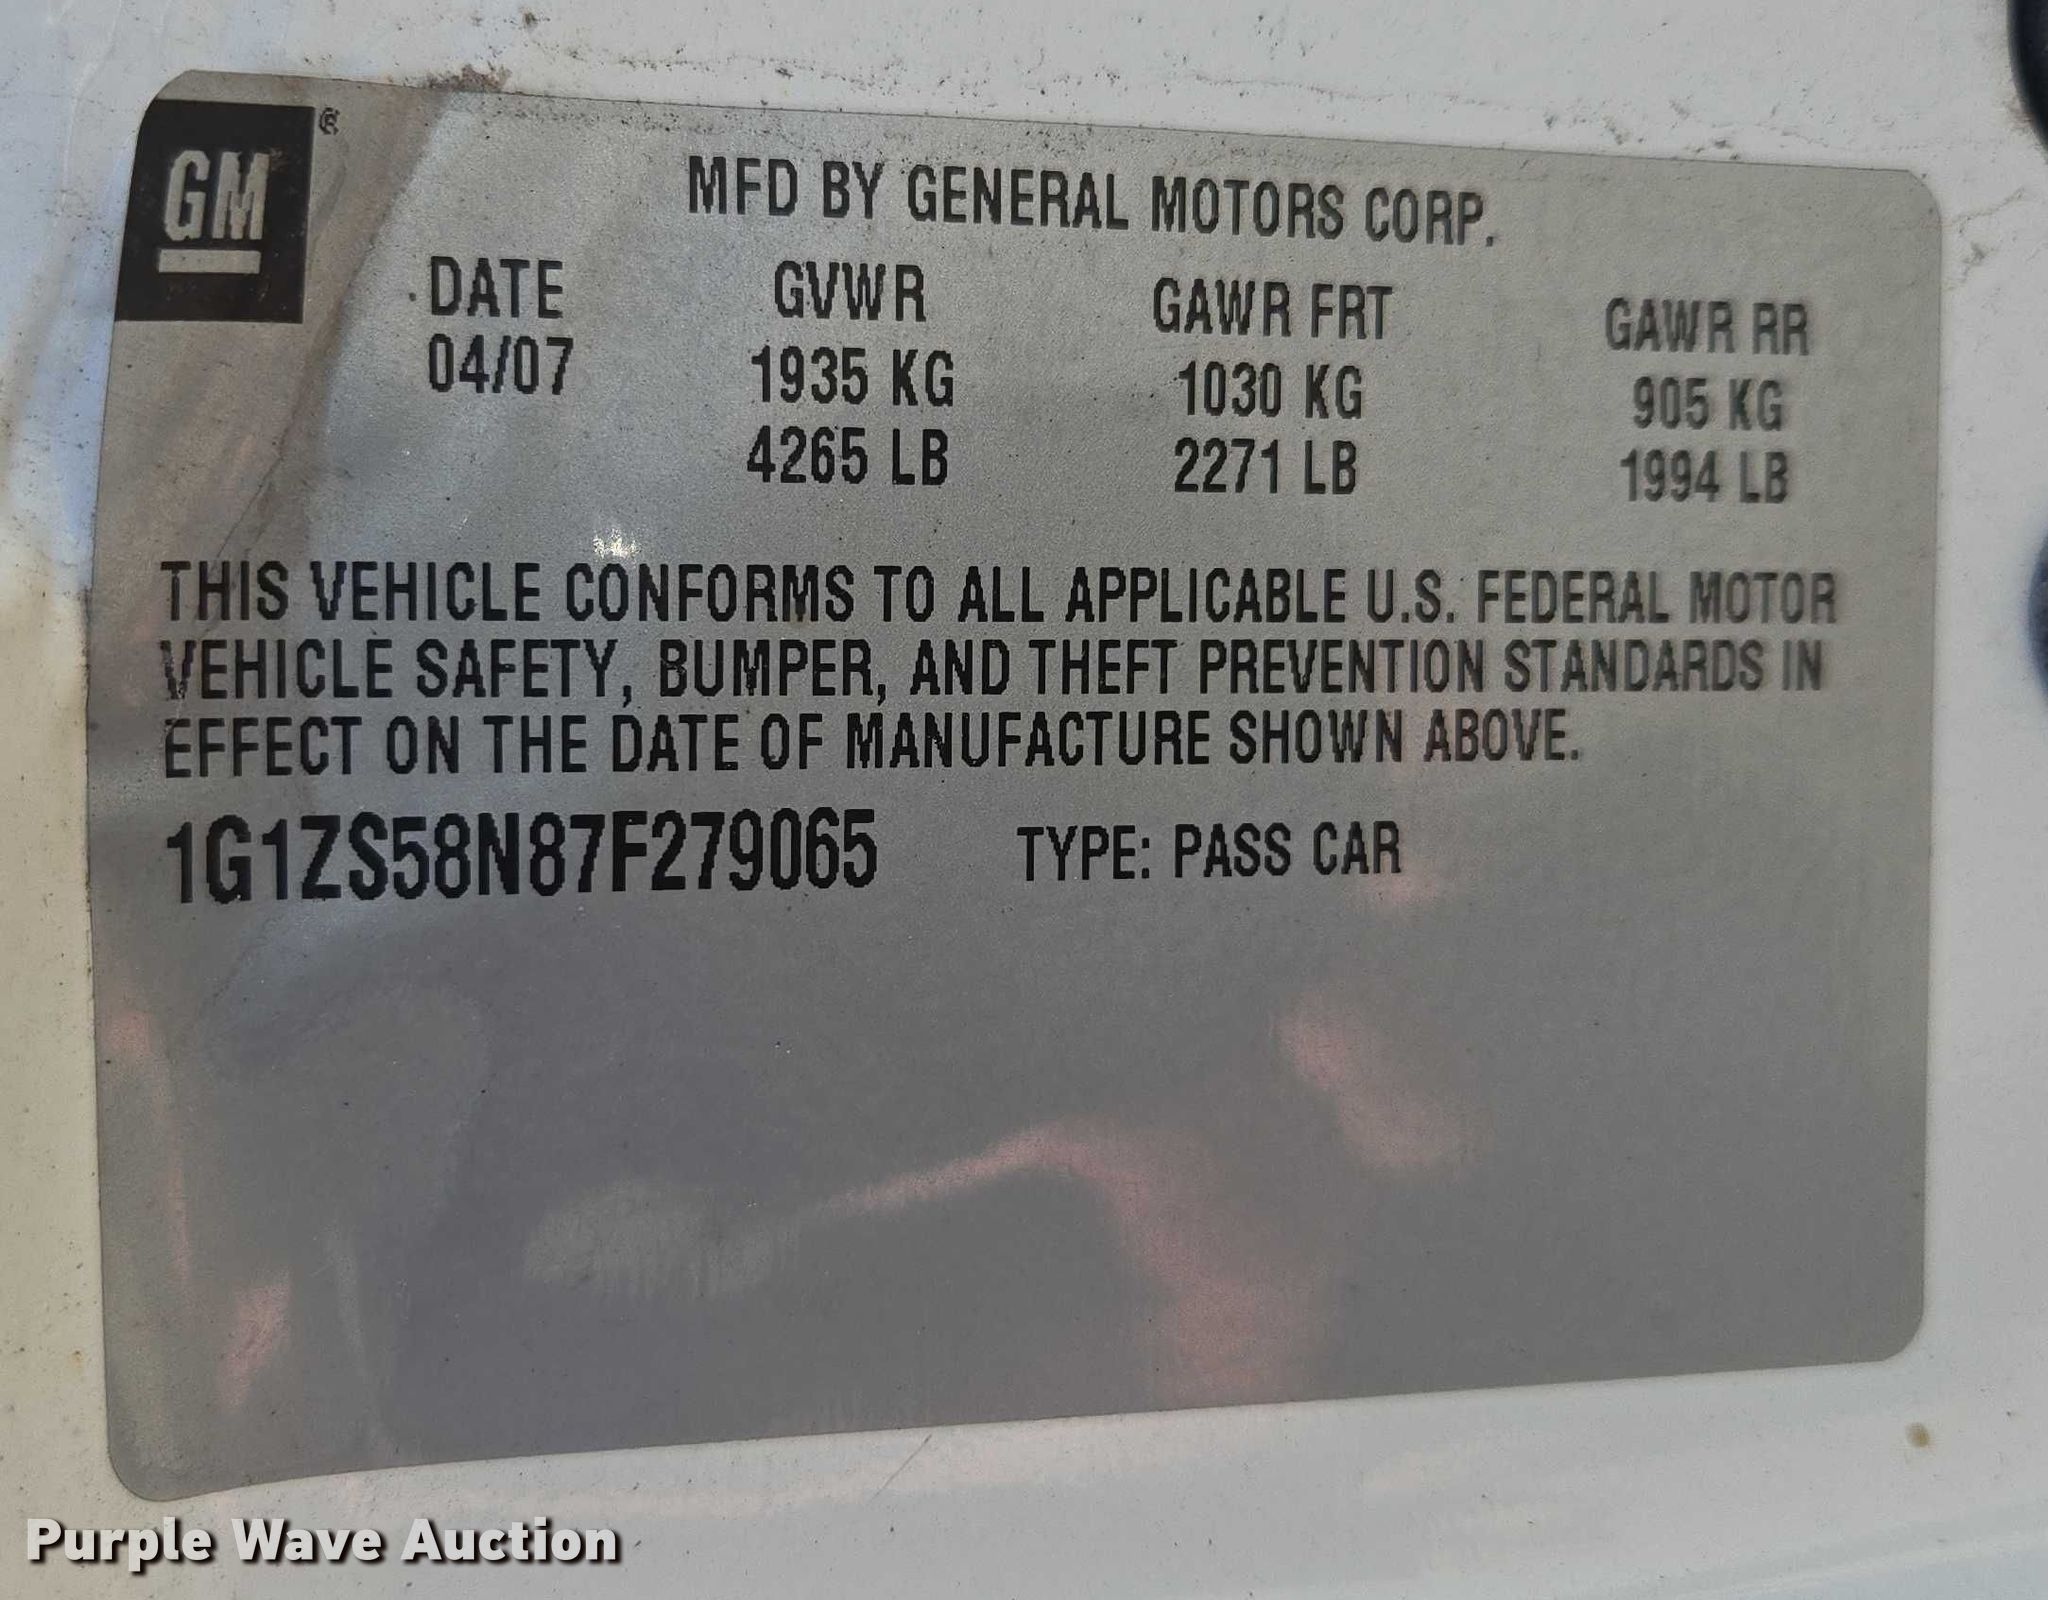 GM®
MFD BY GENERAL MOTORS CORP.
DATE GVWR GAWR FRT GAWR RR
04/07 1935 KG 1030 KG 905 KG
4265 LB 2271 LB 1994 LB
THIS VEHICLE CONFORMS TO ALL APPLICABLE U.S. FEDERAL MOTOR
VEHICLE SAFETY, BUMPER, AND THEFT PREVENTION STANDARDS IN
EFFECT ON THE DATE OF MANUFACTURE SHOWN ABOVE.
1G1ZS58N87F279065 TYPE: PASS CAR
Purple Wave Auction